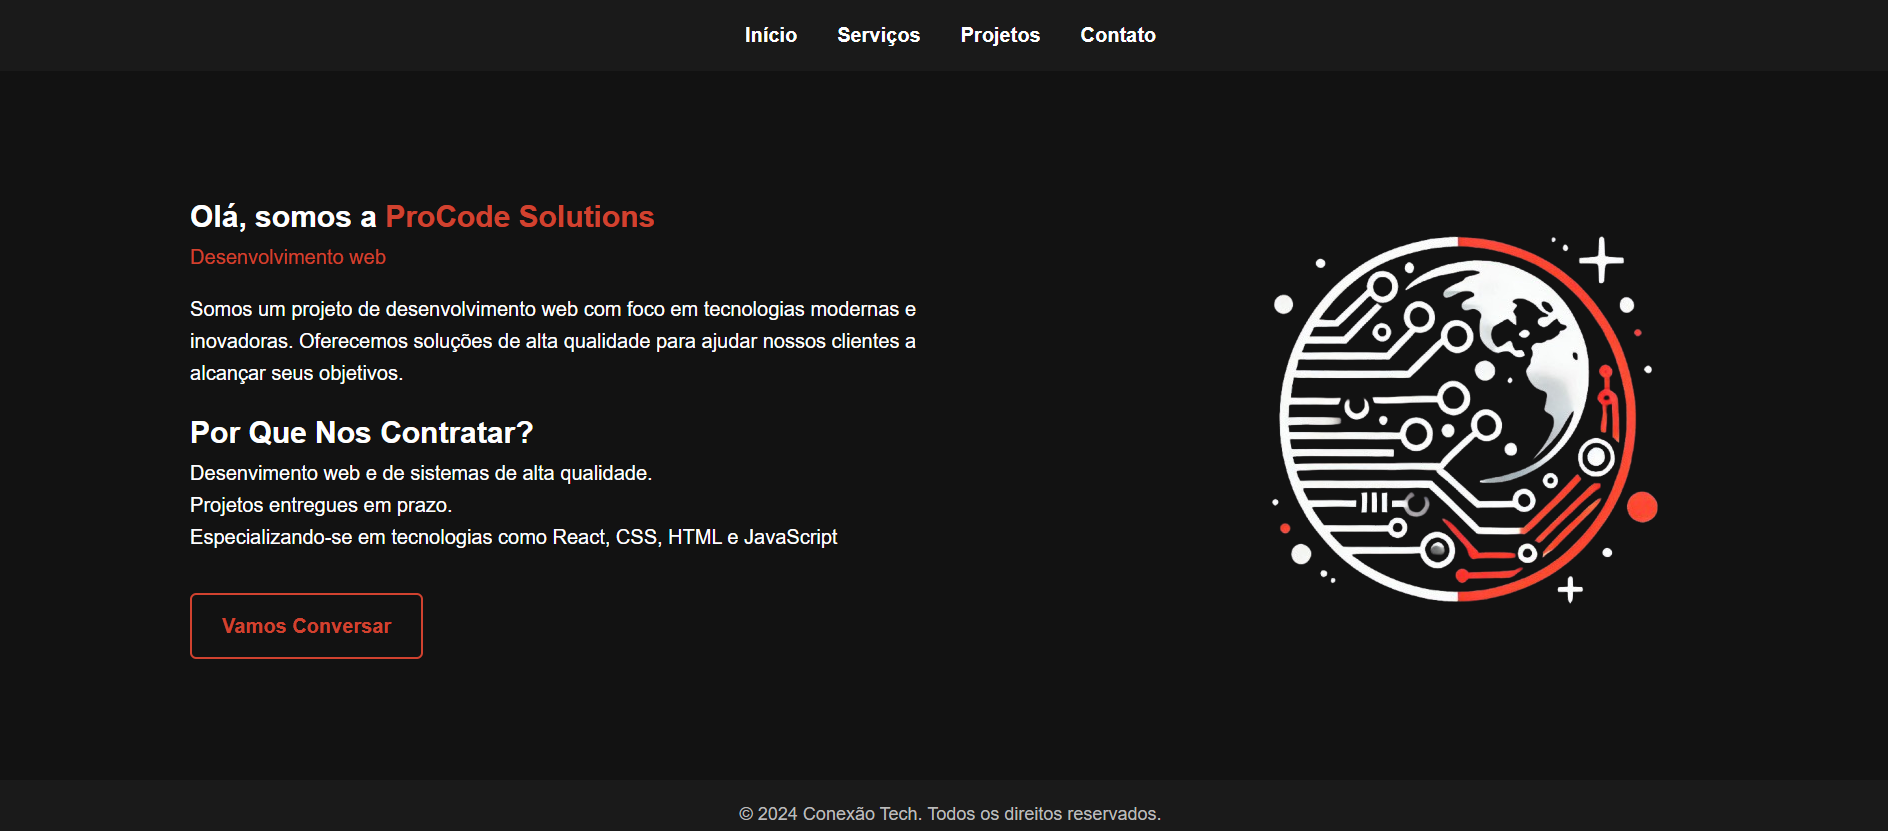 Início Serviços Projetos Contato
Olá, somos a ProCode Solutions
Desenvolvimento web
Somos um projeto de desenvolvimento web com foco em tecnologias modernas e
inovadoras. Oferecemos soluções de alta qualidade para ajudar nossos clientes a
alcançar seus objetivos.
Por Que Nos Contratar?
Desenvimento web e de sistemas de alta qualidade.
Projetos entregues em prazo.
Especializando-se em tecnologias como React, CSS, HTML e JavaScript
Vamos Conversar
© 2024 Conexão Tech. Todos os direitos reservados.